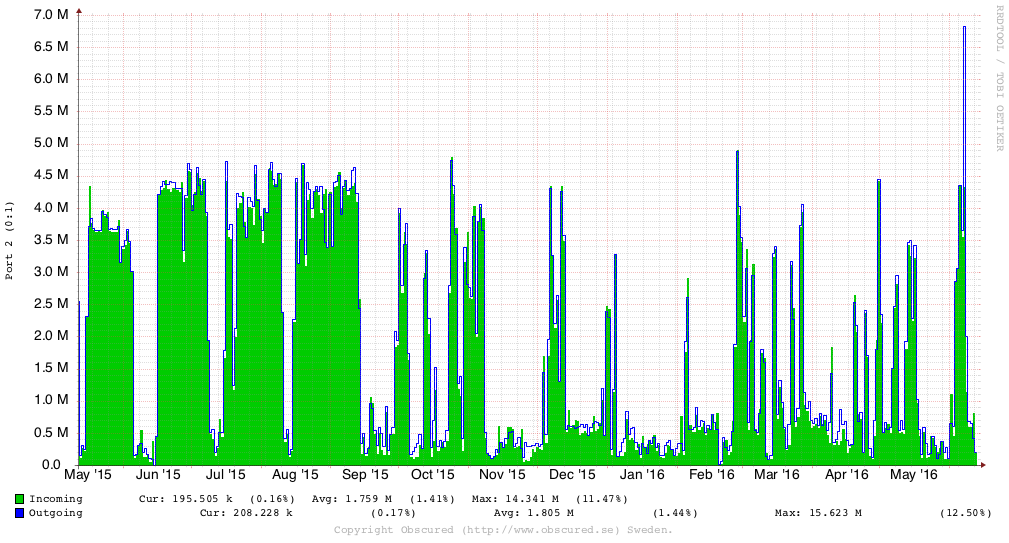 7.0 M
6.5 M
6.0 M
5.5 M
5.0 M
4.5 M
4.0 M
3.5 M
3.0 M
2.5 M
2.0 M
1.5 M
1.0 M
0.5 M
0.0
Port 2 (0:1)
RRDTOOL / TOBI OETIKER
May '15 Jun '15 Jul '15 Aug '15 Sep '15 Oct '15 Nov '15 Dec '15 Jan '16 Feb '16 Mar '16 Apr '16 May '16
Incoming Cur: 195.505 k (0.16%) Avg: 1.759 M (1.41%) Max: 14.341 M (11.47%)
Outgoing Cur: 208.228 k (0.17%) Avg: 1.805 M (1.44%) Max: 15.623 M (12.50%)
Copyright Obscured (http://www.obscured.se) Sweden.